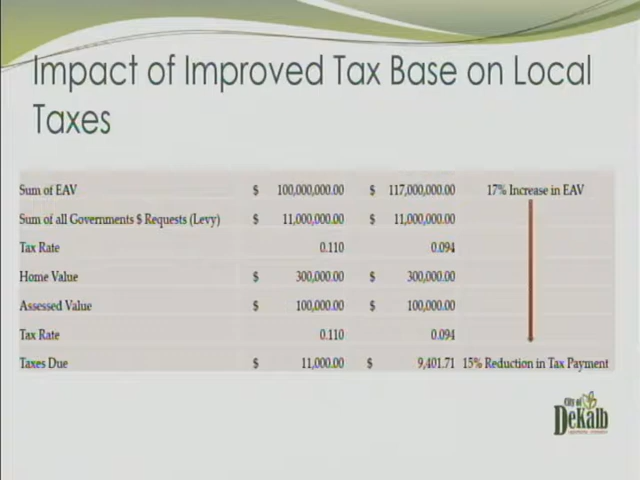 Impact of Improved Tax Base on Local
Taxes
Sum of EAV $ 100,000,000.00 $ 117,000,000.00 17% Increase in EAV
Sum of all Governments $ Requests (Levy) $ 11,000,000.00 $ 11,000,000.00
Tax Rate 0.110 0.094
Home Value $ 300,000.00 $ 300,000.00
Assessed Value $ 100,000.00 $ 100,000.00
Tax Rate 0.110 0.094
Taxes Due $ 11,000.00 $ 9,401.71 15% Reduction in Tax Payment
City of
DeKalb